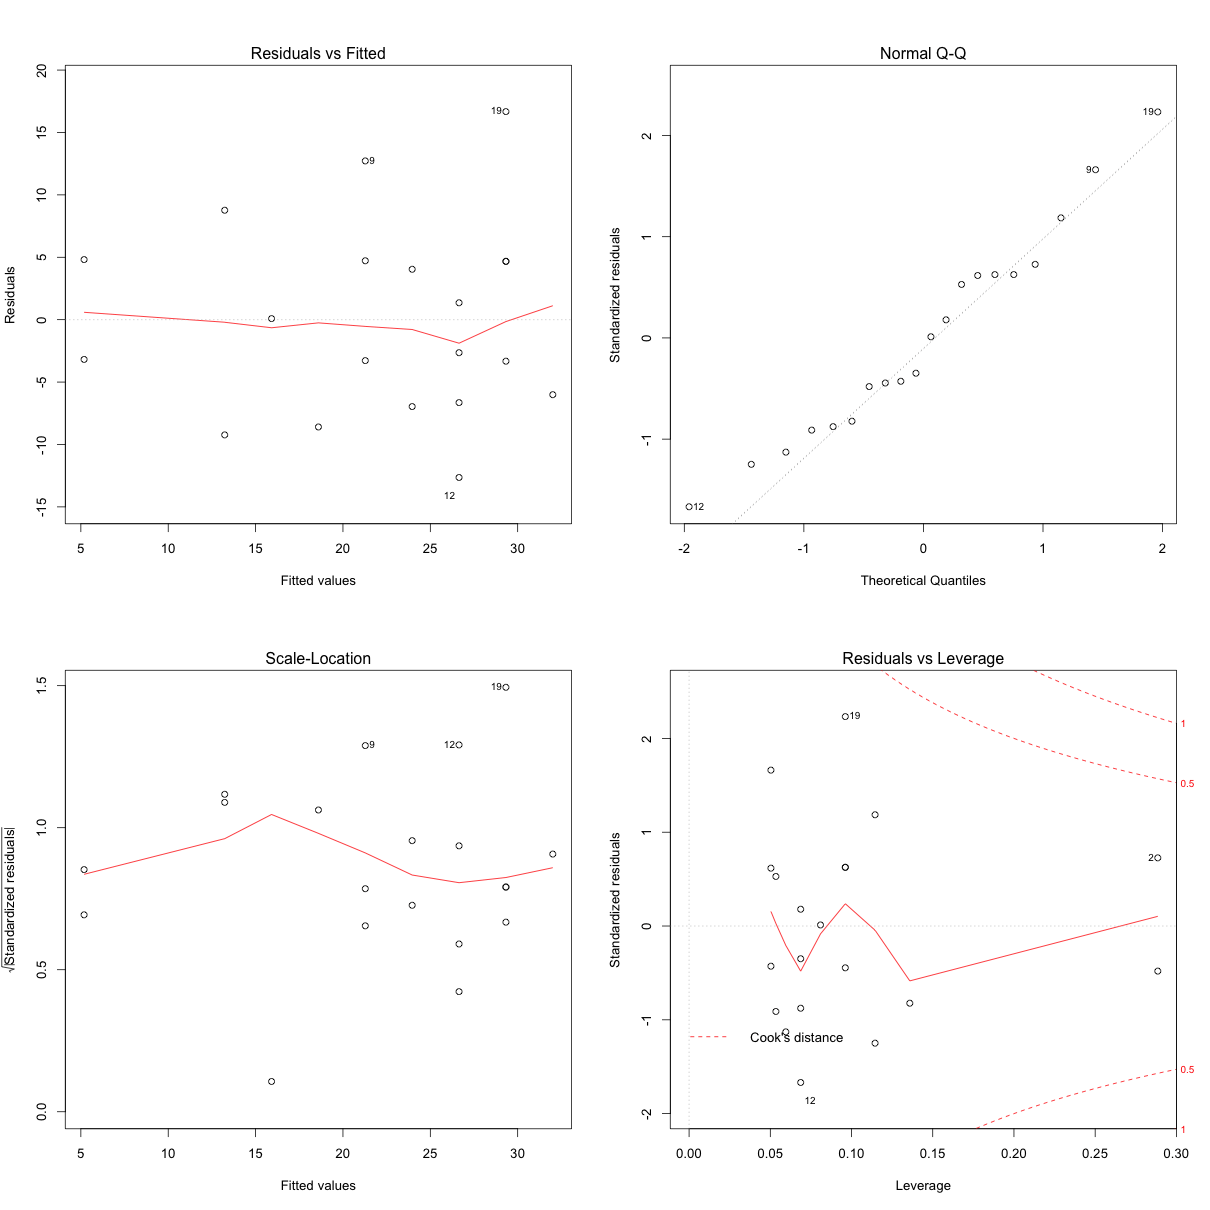 Residuals vs Fitted
Residuals
20
15
10
5
0
-5
-10
-15
19
9
12
5 10 15 20 25 30
Fitted values
Normal Q-Q
Standardized residuals
2
1
0
-1
19
9
12
-2 -1 0 1 2
Theoretical Quantiles
Scale-Location
√|Standardized residuals|
1.5
1.0
0.5
0.0
19
9
12
5 10 15 20 25 30
Fitted values
Residuals vs Leverage
Standardized residuals
2
1
0
-1
-2
19
2
12
1
0.5
0.5
1
Cook's distance
0.00 0.05 0.10 0.15 0.20 0.25 0.30
Leverage